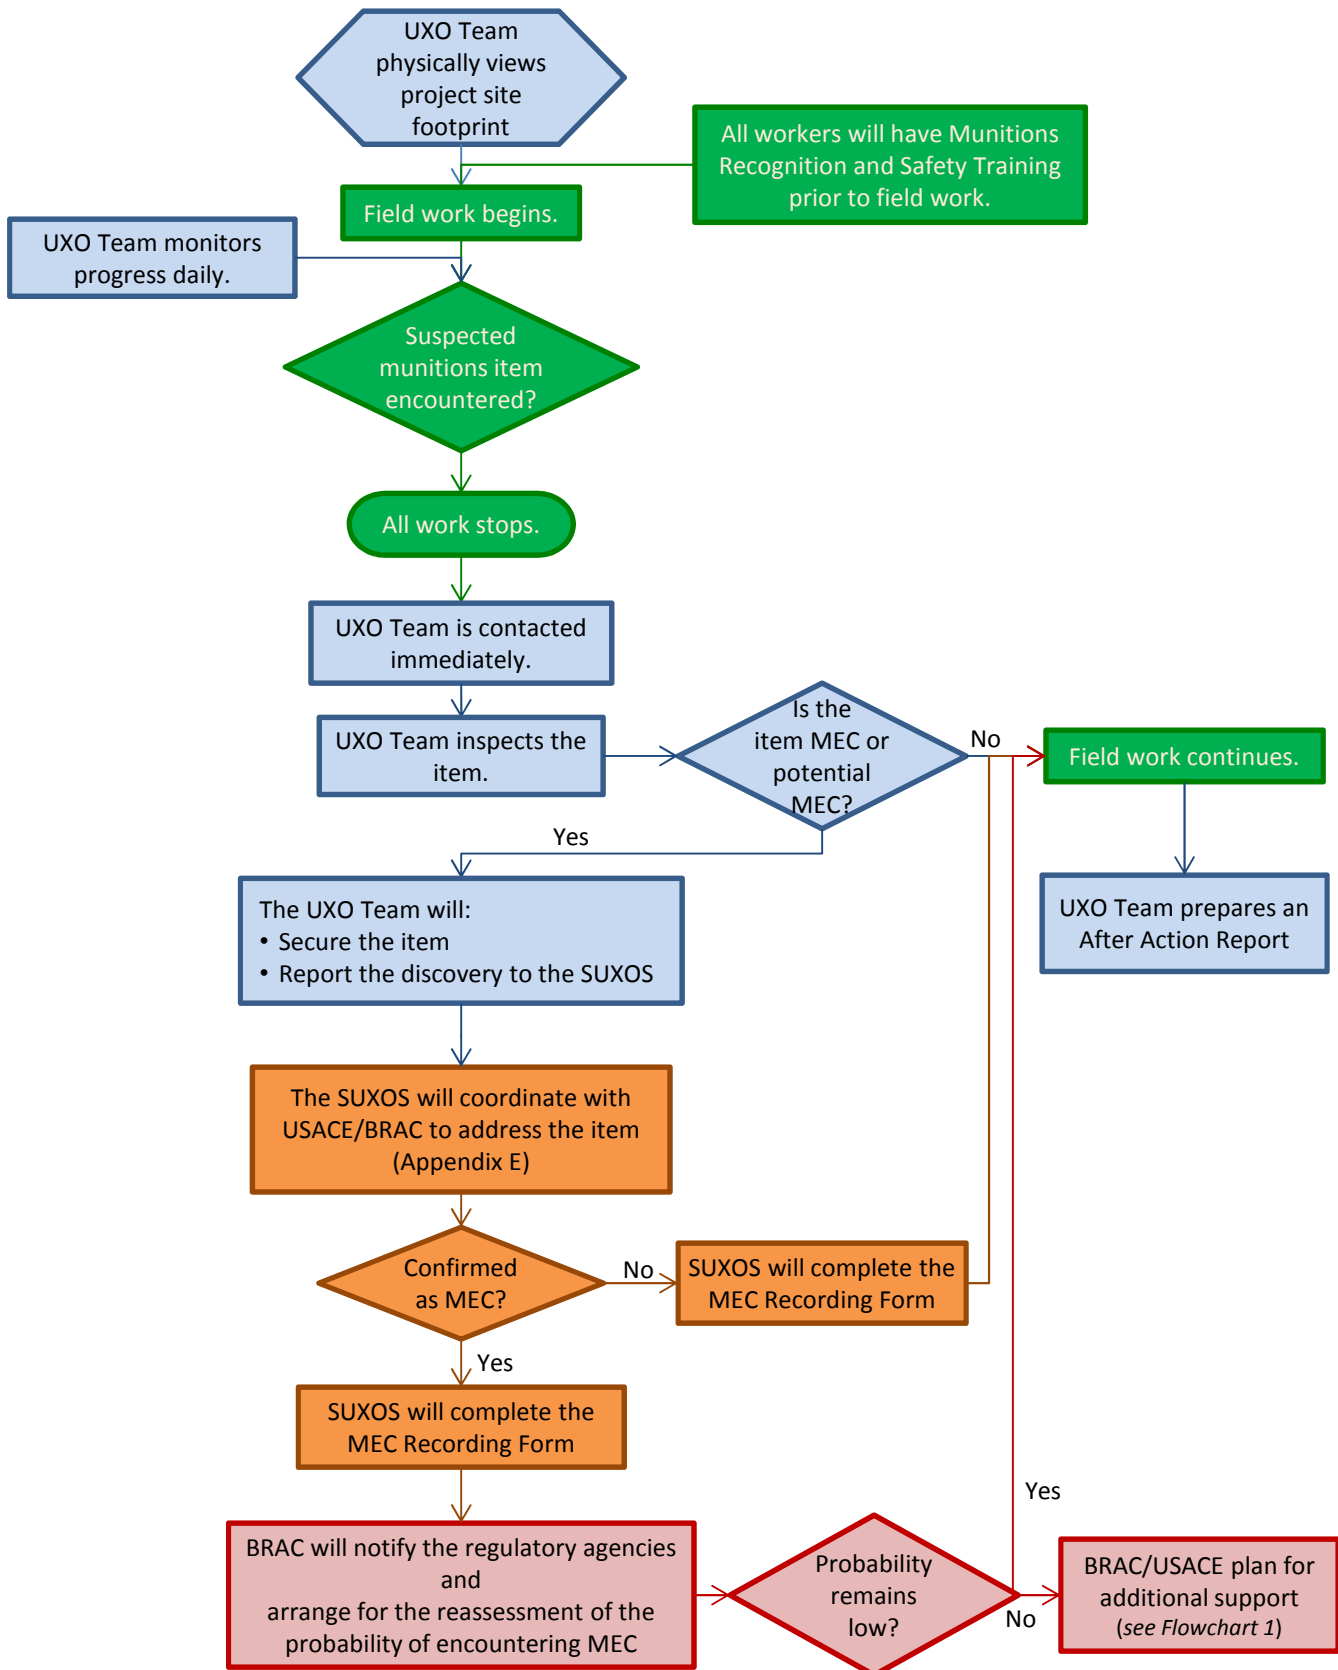 UXO Team
physically views
project site
footprint
All workers will have Munitions
Recognition and Safety Training
prior to field work.
Field work begins.
UXO Team monitors
progress daily.
Suspected
munitions item
encountered?
All work stops.
UXO Team is contacted
immediately.
UXO Team inspects the
item.
Is the
item MEC or
potential
MEC?
No
Field work continues.
Yes
UXO Team prepares an
After Action Report
The UXO Team will:
• Secure the item
• Report the discovery to the SUXOS
The SUXOS will coordinate with
USACE/BRAC to address the item
(Appendix E)
Confirmed
as MEC?
No
SUXOS will complete the
MEC Recording Form
Yes
SUXOS will complete the
MEC Recording Form
BRAC will notify the regulatory agencies
and
arrange for the reassessment of the
probability of encountering MEC
Probability
remains
low?
Yes
No
BRAC/USACE plan for
additional support
(see Flowchart 1)